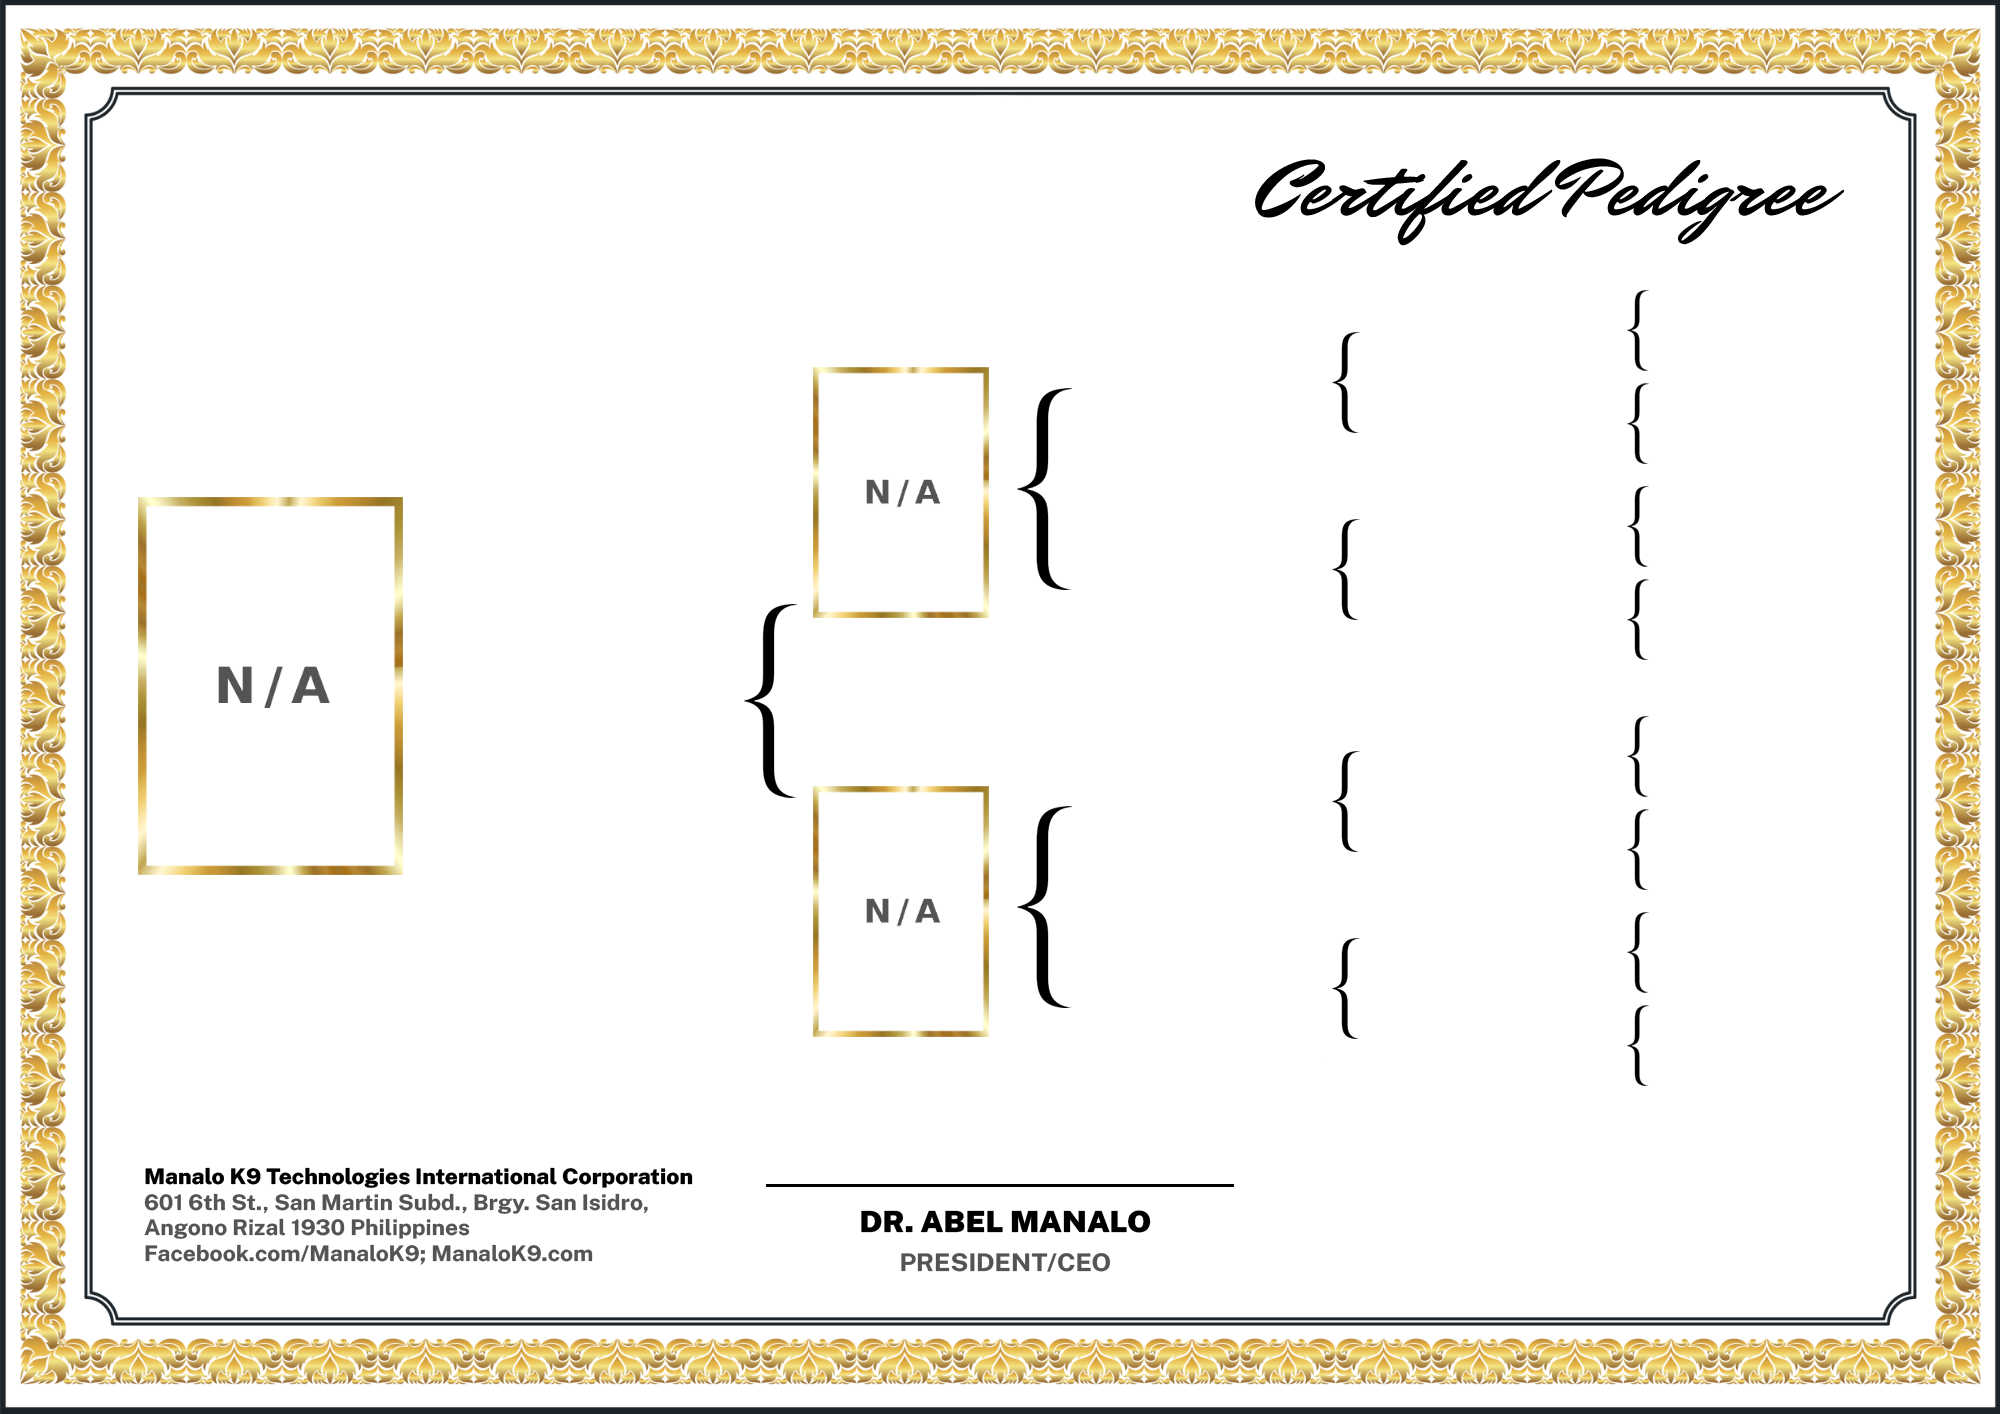 Certified Pedigree
N/A
N/A
N/A
Manalo K9 Technologies International Corporation
601 6th St., San Martin Subd., Brgy. San Isidro,
Angono Rizal 1930 Philippines
Facebook.com/ManaloK9; ManaloK9.com
DR. ABEL MANALO
PRESIDENT/CEO